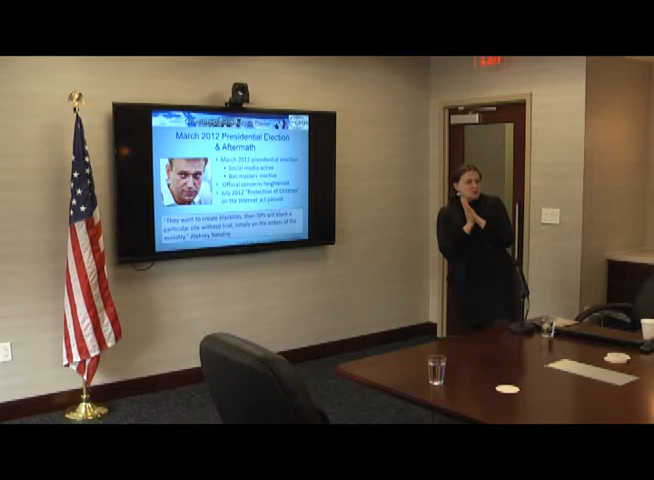 EXIT
March 2012 Presidential Election
& Aftermath
• March 2012 presidential election
• Social media active
• Bot-masters inactive
• Official concerns heightened
• July 2012 "Protection of Children"
on the Internet act passed
"They want to create blacklists, then ISPs will block a
particular site without trial, simply on the orders of the
ministry." Aleksey Navalny